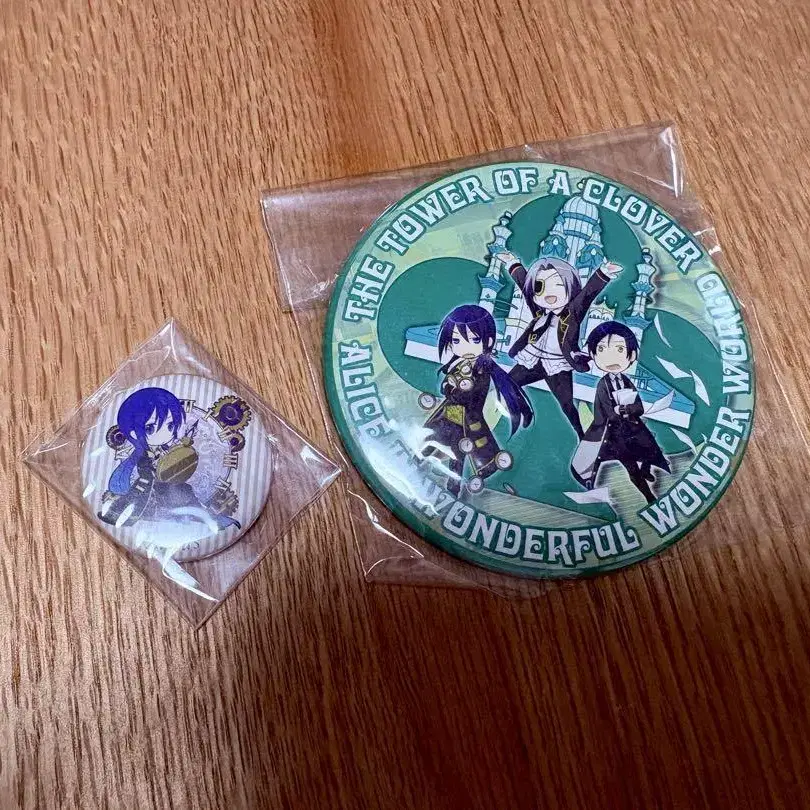 THE TOWER OF A CLOVER
ALICE
WONDERFUL WONDER WORLD